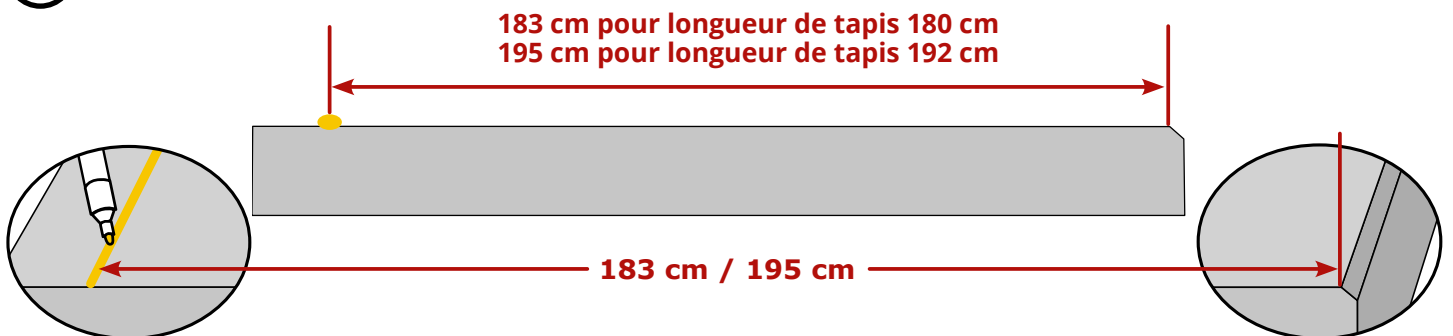 183 cm pour longueur de tapis 180 cm
195 cm pour longueur de tapis 192 cm
183 cm / 195 cm